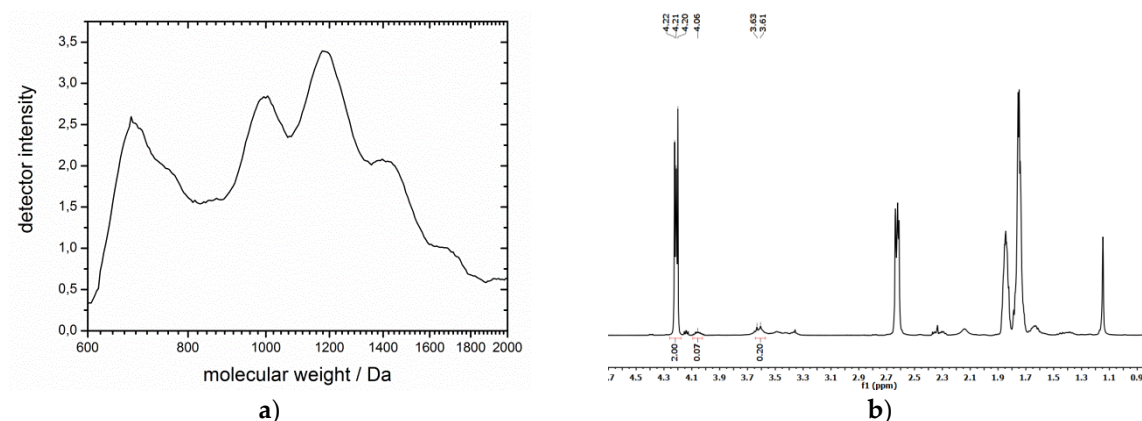 3,5
3,0
2,5
2,0
1,5
1,0
0,5
0,0
600 800 1000 1200 1400 1600 1800 2000
detector intensity
molecular weight / Da
a)
4.22
4.21
4.20
4.06
3.63
3.61
2.00
0.07
0.20
.7 4.5 4.3 4.1 3.9 3.7 3.5 3.3 3.1 2.9 2.7 2.5 2.3 2.1 1.9 1.7 1.5 1.3 1.1 0.9
f1 (ppm)
b)